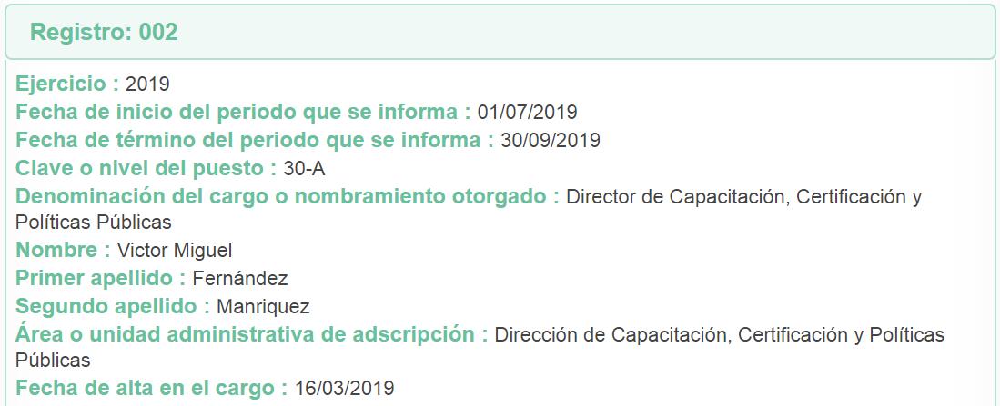 Registro: 002
Ejercicio : 2019
Fecha de inicio del periodo que se informa : 01/07/2019
Fecha de término del periodo que se informa : 30/09/2019
Clave o nivel del puesto : 30-A
Denominación del cargo o nombramiento otorgado : Director de Capacitación, Certificación y
Políticas Públicas
Nombre : Victor Miguel
Primer apellido : Fernández
Segundo apellido : Manriquez
Área o unidad administrativa de adscripción : Dirección de Capacitación, Certificación y Políticas
Públicas
Fecha de alta en el cargo : 16/03/2019